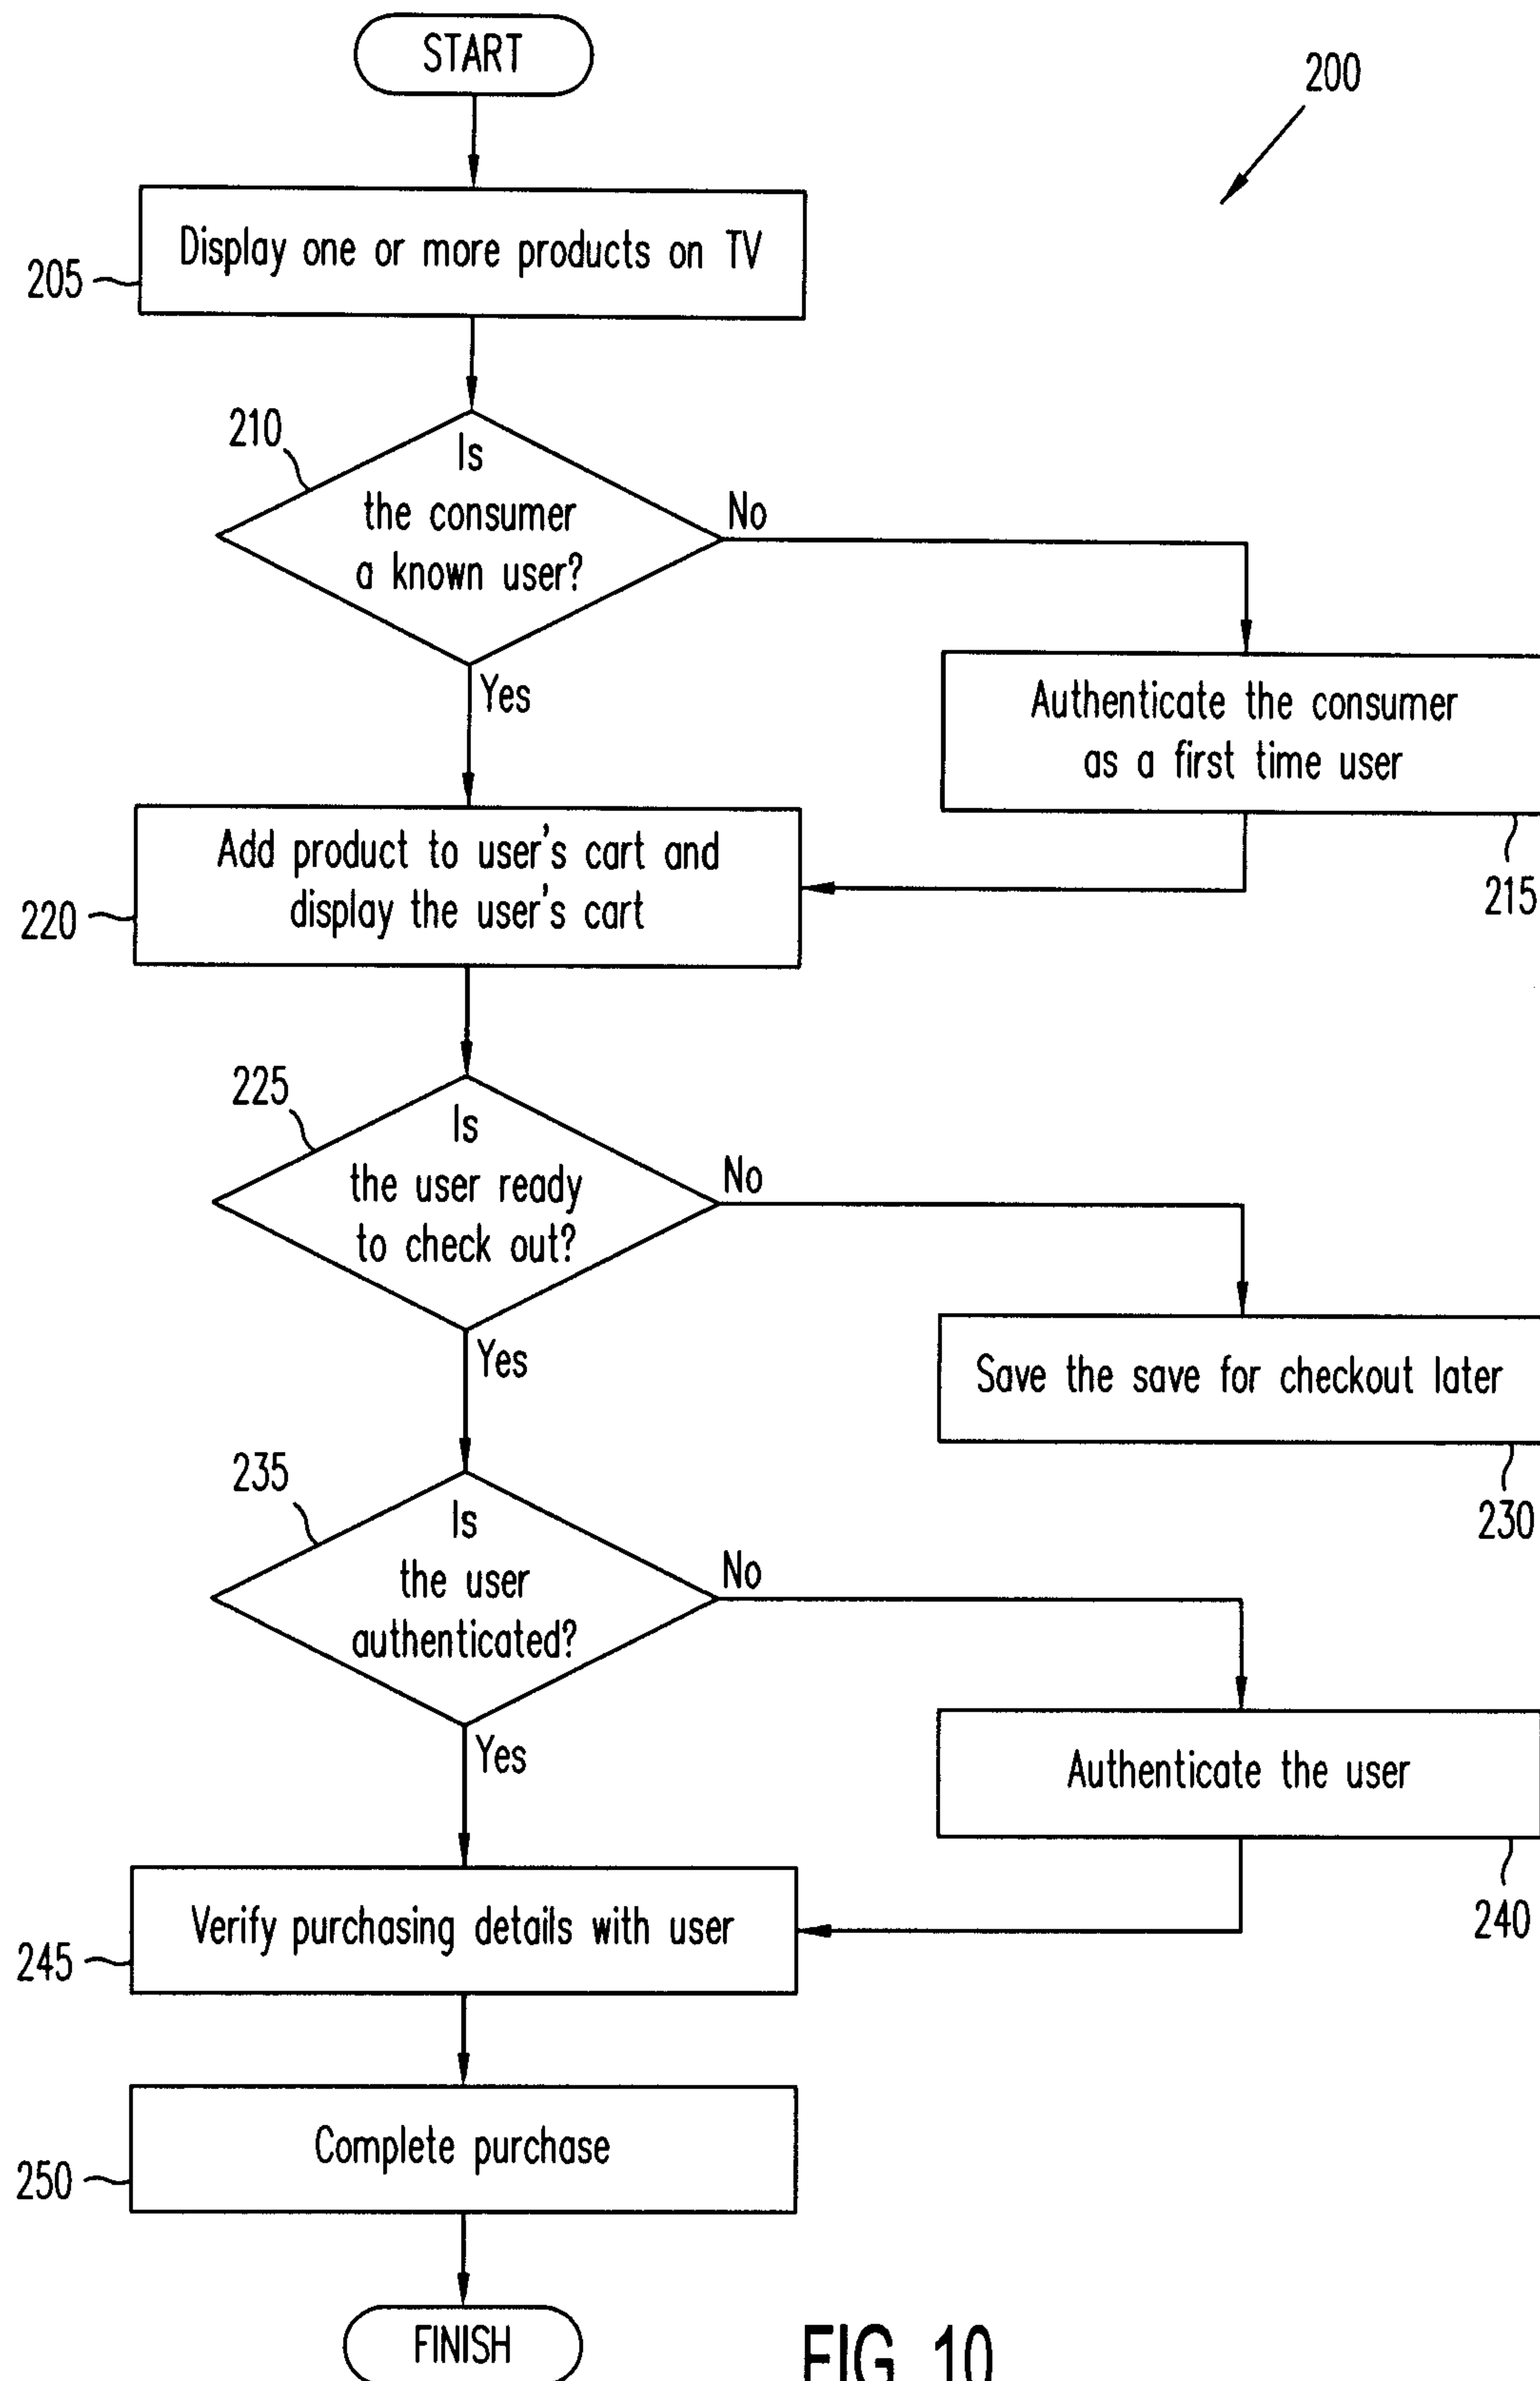 START
200
Display one or more products on TV
205
210
Is
the consumer
a known user?
No
Yes
Authenticate the consumer
as a first time user
215
Add product to user's cart and
display the user's cart
220
225
Is
the user ready
to check out?
No
Yes
Save the save for checkout later
230
235
Is
the user
authenticated?
No
Yes
Authenticate the user
240
Verify purchasing details with user
245
Complete purchase
250
FINISH
FIG. 10